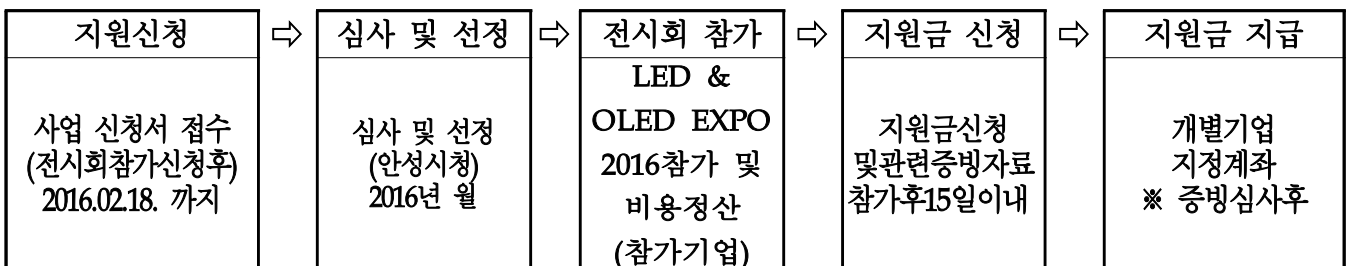 지원신청 ⇨ 심사 및 선정 ⇨ 전시회 참가 ⇨ 지원금 신청 ⇨ 지원금 지급
사업 신청서 접수
(전시회참가신청후)
2016.02.18. 까지
심사 및 선정
(안성시청)
2016년 월
LED &
OLED EXPO
2016참가 및
비용정산
(참가기업)
지원금신청
및관련증빙자료
참가후15일이내
개별기업
지정계좌
※ 증빙심사후